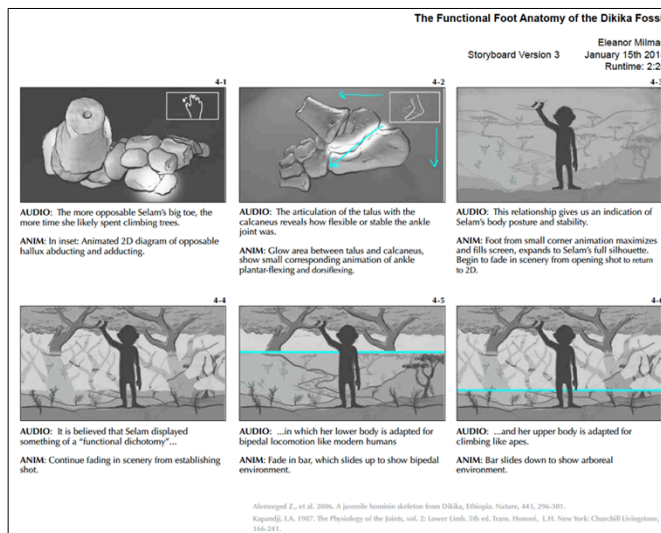 The Functional Foot Anatomy of the Dikika Fossi
Eleanor Milma
Storyboard Version 3
January 15th 201
Runtime: 2:2
4-1
AUDIO: The more opposable Selam's big toe, the
more time she likely spent climbing trees.
ANIM: In inset: Animated 2D diagram of opposable
hallux abducting and adducting.
4-2
AUDIO: The articulation of the talus with the
calcaneus reveals how flexible or stable the ankle
joint was.
ANIM: Glow area between talus and calcaneus,
show small corresponding animation of ankle
plantar-flexing and dorsiflexing.
4-3
AUDIO: This relationship gives us an indication of
Selam's body posture and stability.
ANIM: Foot from small corner animation maximizes
and fills screen, expands to Selam's full silhouette.
Begin to fade in scenery from opening shot to return
to 2D.
4-4
AUDIO: It is believed that Selam displayed
something of a "functional dichotomy"...
ANIM: Continue fading in scenery from establishing
shot.
4-5
AUDIO: ...in which her lower body is adapted for
bipedal locomotion like modern humans
ANIM: Fade in bar, which slides up to show bipedal
environment.
4-6
AUDIO: ...and her upper body is adapted for
climbing like apes.
ANIM: Bar slides down to show arboreal
environment.
Alemseged Z., et al. 2006. A juvenile hominin skeleton from Dikika, Ethiopia. Nature, 443, 296-301.
Kapandji, I.A. 1987. The Physiology of the Joints, vol. 2: Lower Limb. 5th ed. Trans. Honoré, L.H. New York: Churchill Livingstone,
166-241.